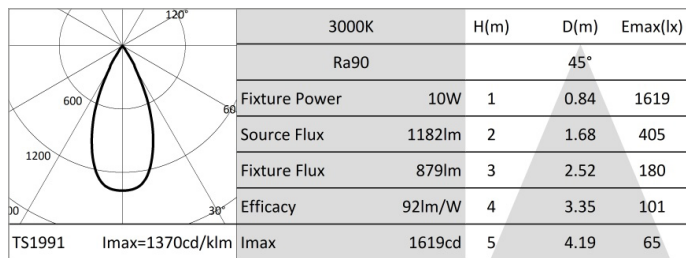 120°
600
60
1200
00
30°
TS1991 Imax=1370cd/klm
3000K H(m) D(m) Emax(lx)
Ra90 45°
Fixture Power 10W 1 0.84 1619
Source Flux 1182lm 2 1.68 405
Fixture Flux 879lm 3 2.52 180
Efficacy 92lm/W 4 3.35 101
Imax 1619cd 5 4.19 65